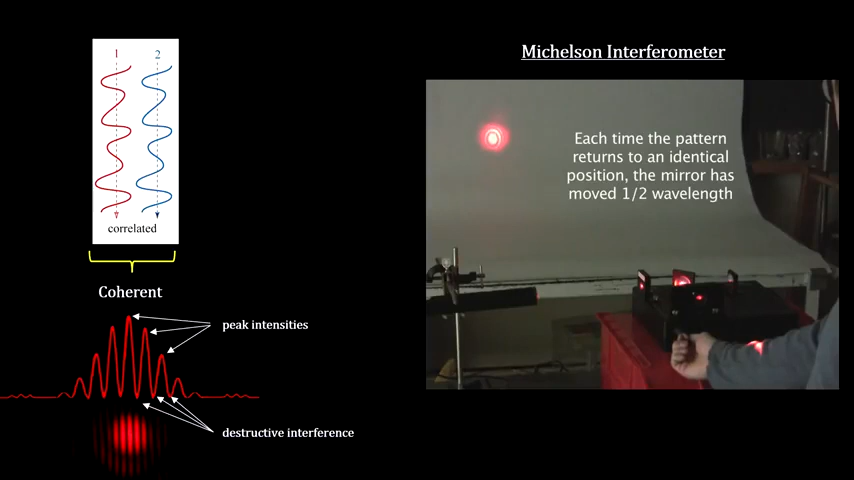 1 2
correlated
Coherent
peak intensities
destructive interference
Michelson Interferometer
Each time the pattern
returns to an identical
position, the mirror has
moved 1/2 wavelength